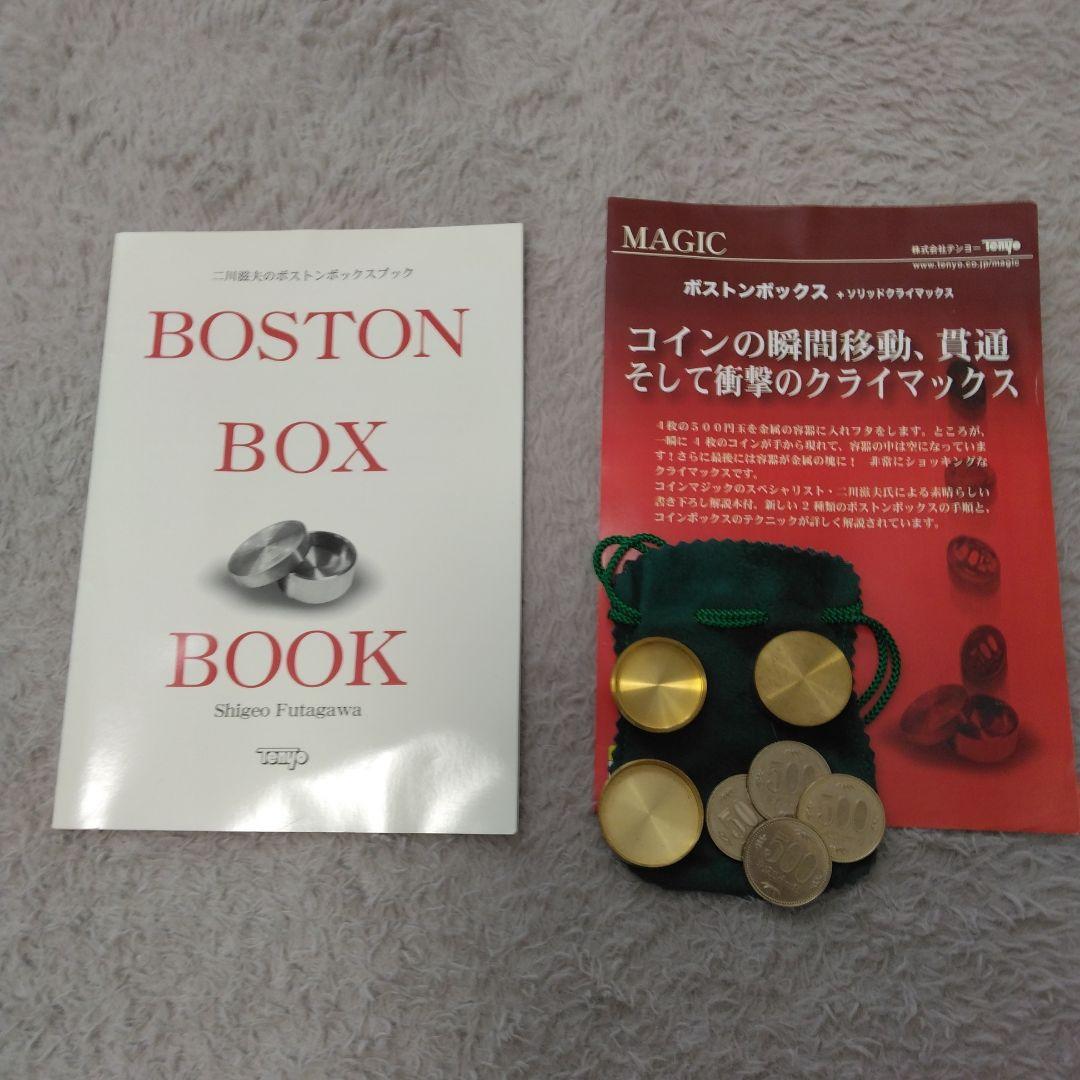 二川滋夫のボストンボックスブック
BOSTON
BOX
BOOK
Shigeo Futagawa
Tenyo
MAGIC
株式会社テンヨー Tenyo
www.tenyo.co.jp/magic
ボストンボックス +ソリッドクライマックス
コインの瞬間移動、貫通
そして衝撃のクライマックス
4枚の500円玉を金属の容器に入れフタをします。ところが、
一瞬に4枚のコインが手から現れて、容器の中は空になっていま
す!さらに最後には容器が金属の塊に! 非常にショッキングな
クライマックスです。
コインマジックのスペシャリスト・二川滋夫氏による素晴らしい
書き下ろし解説本付。新しい2種類のボストンボックスの手順と、
コインボックスのテクニックが詳しく解説されています。
500
50
500
500